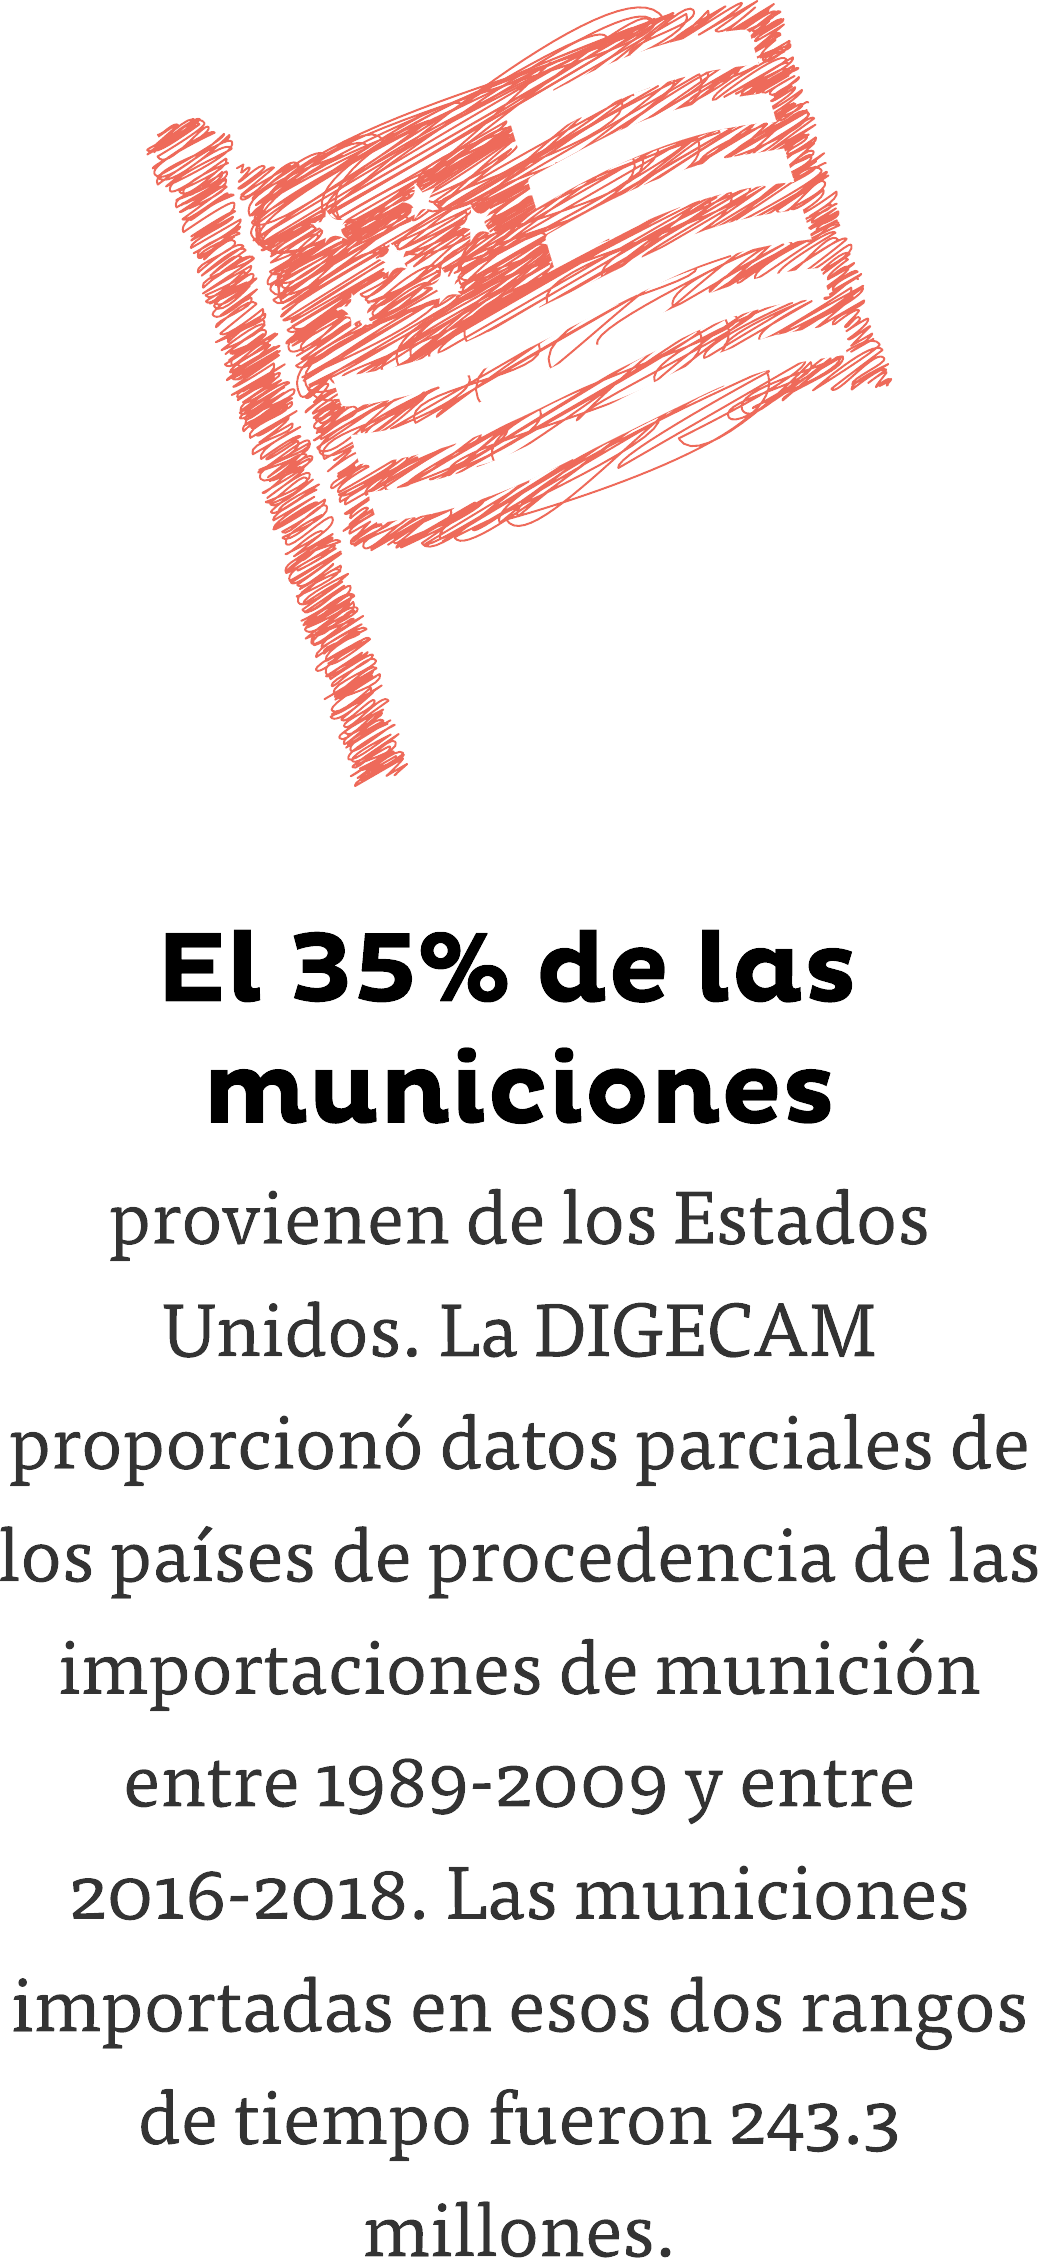 El 35% de las
municiones
provienen de los Estados
Unidos. La DIGECAM
proporcionó datos parciales de
los países de procedencia de las
importaciones de munición
entre 1989-2009 y entre
2016-2018. Las municiones
importadas en esos dos rangos
de tiempo fueron 243.3
millones.